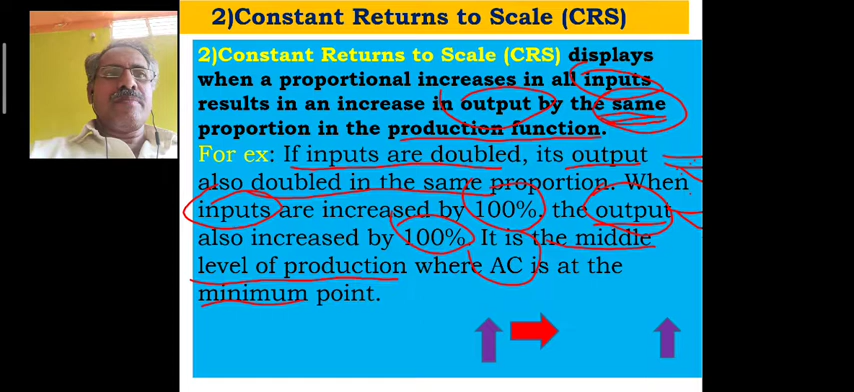 2)Constant Returns to Scale (CRS)
2)Constant Returns to Scale (CRS) displays
when a proportional increases in all inputs
results in an increase in output by the same
proportion in the production function.
For ex: If inputs are doubled, its output
also doubled in the same proportion. When
inputs are increased by 100%, the output
also increased by 100%. It is the middle
level of production where AC is at the
minimum point.